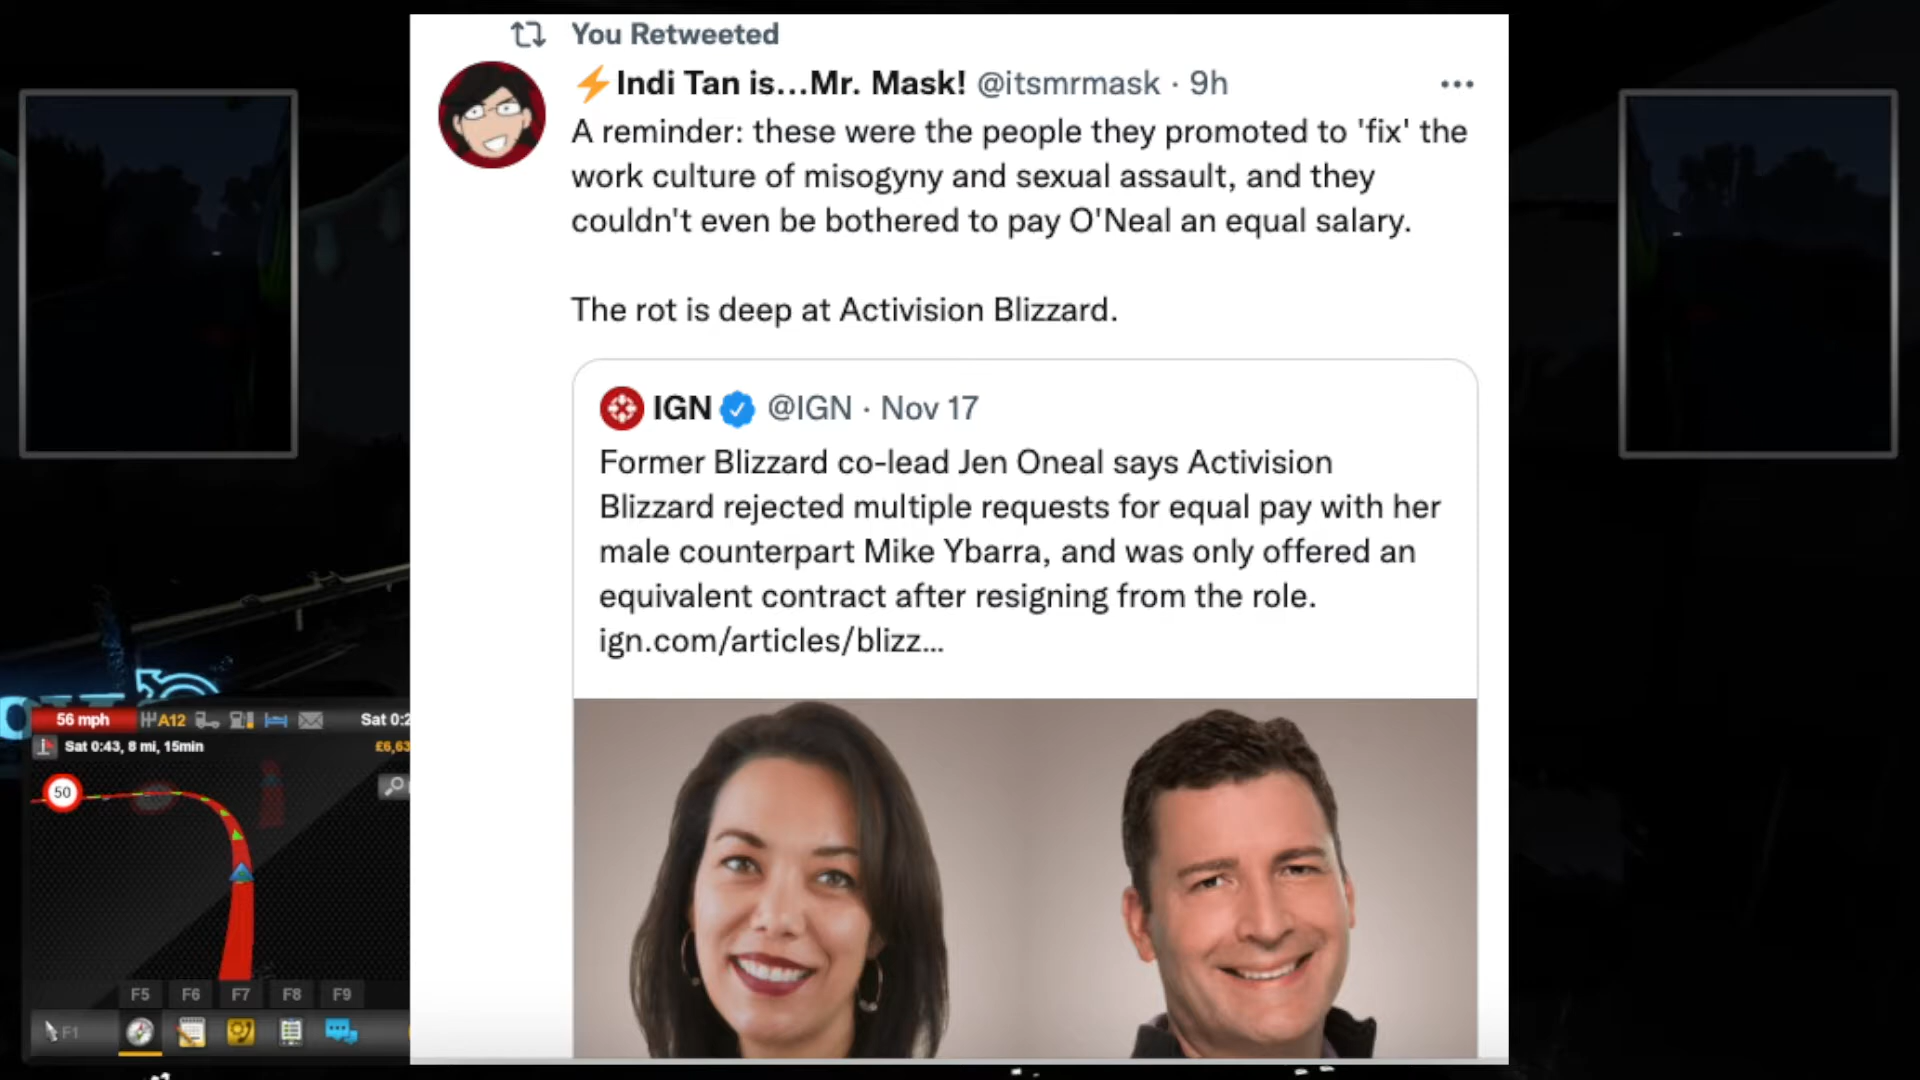 You Retweeted
⚡Indi Tan is...Mr. Mask! @itsmrmask · 9h
A reminder: these were the people they promoted to 'fix' the
work culture of misogyny and sexual assault, and they
couldn't even be bothered to pay O'Neal an equal salary.
The rot is deep at Activision Blizzard.
IGN @IGN · Nov 17
Former Blizzard co-lead Jen Oneal says Activision
Blizzard rejected multiple requests for equal pay with her
male counterpart Mike Ybarra, and was only offered an
equivalent contract after resigning from the role.
ign.com/articles/blizz...
56 mph A12 Sat 0:2
Sat 0:43, 8 mi, 15min £6,63
50
F5 F6 F7 F8 F9
F1